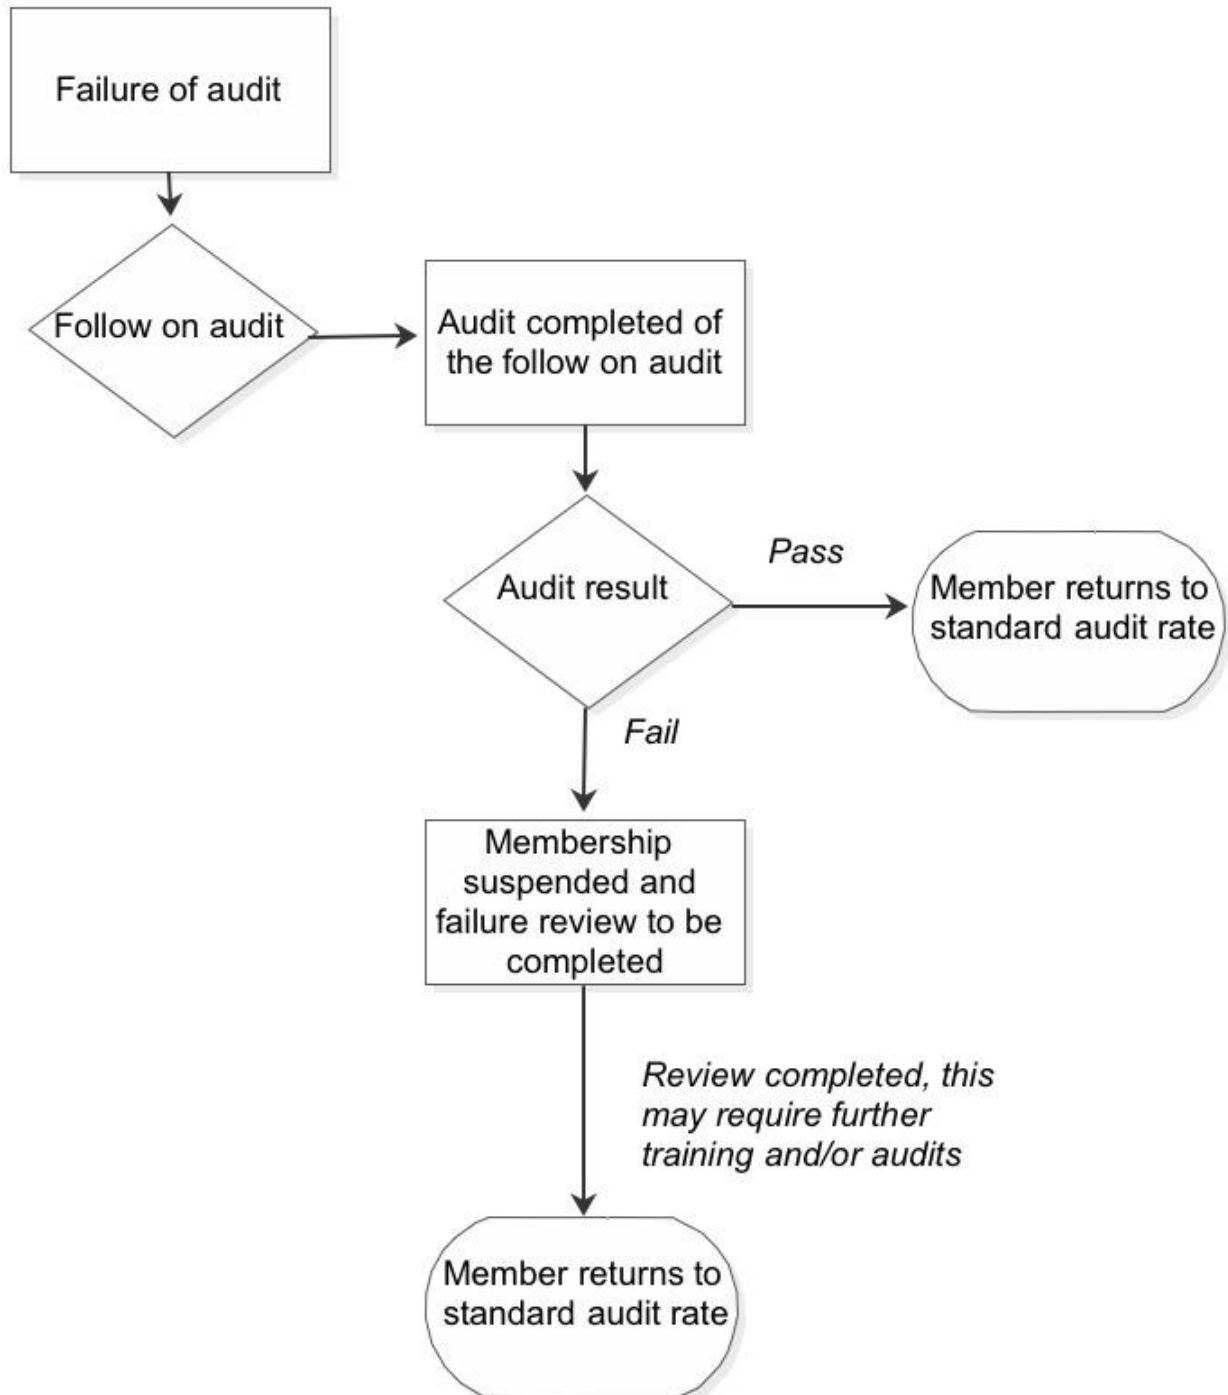 Failure of audit
Follow on audit
Audit completed of
the follow on audit
Audit result
Pass
Member returns to
standard audit rate
Fail
Membership
suspended and
failure review to be
completed
Review completed, this
may require further
training and/or audits
Member returns to
standard audit rate